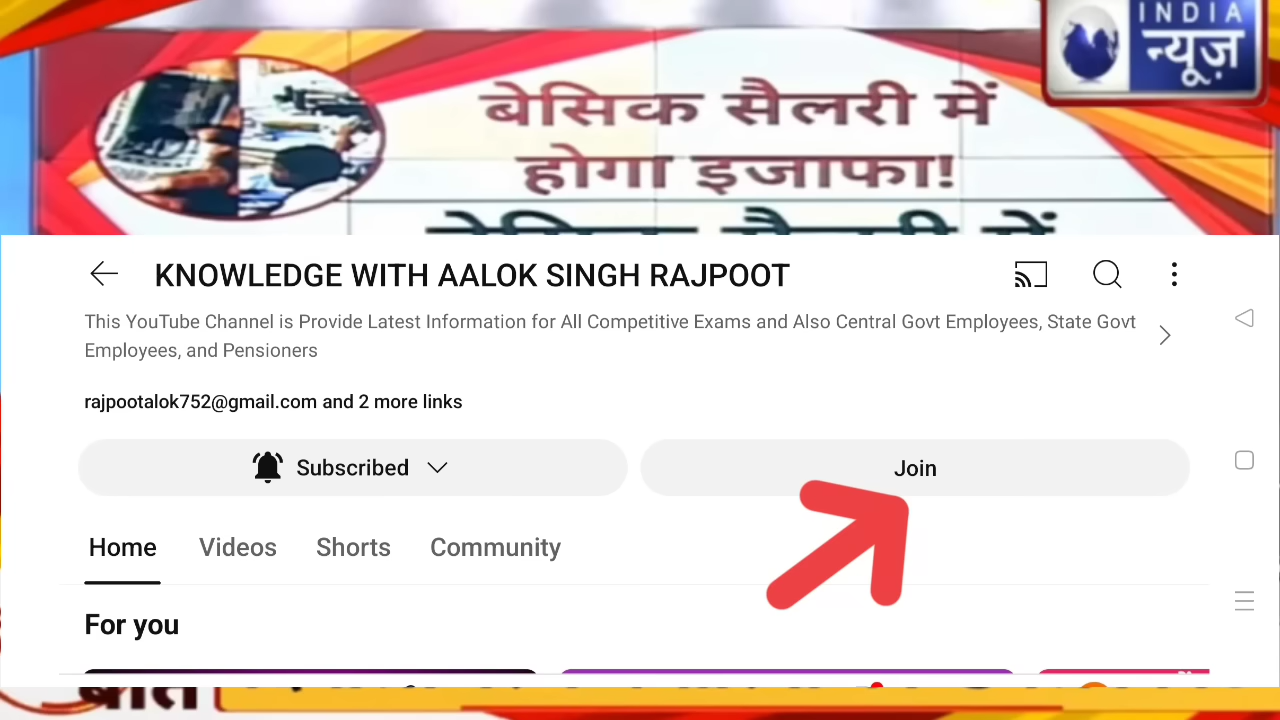 INDIA
न्यूज़
बेसिक सैलरी में
होगा इजाफा!
बेसिक सैलरी में
KNOWLEDGE WITH AALOK SINGH RAJPOOT
This YouTube Channel is Provide Latest Information for All Competitive Exams and Also Central Govt Employees, State Govt
Employees, and Pensioners
rajpootalok752@gmail.com and 2 more links
Subscribed
Join
Home Videos Shorts Community
For you
बात